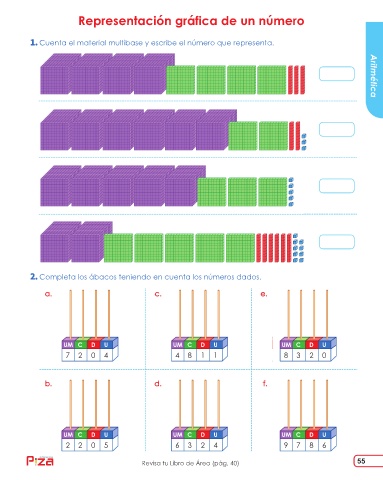 Representación gráfica de un número
1. Cuenta el material multibase y escribe el número que representa.
Aritmética
2. Completa los ábacos teniendo en cuenta los números dados.
a. c. e.
UM C D U UM C D U UM C D U
7 2 0 4 4 8 1 1 8 3 2 0
b. d. f.
UM C D U UM C D U UM C D U
2 2 0 5 6 3 2 4 9 7 8 6
Revisa tu Libro de Área (pág. 40)
55